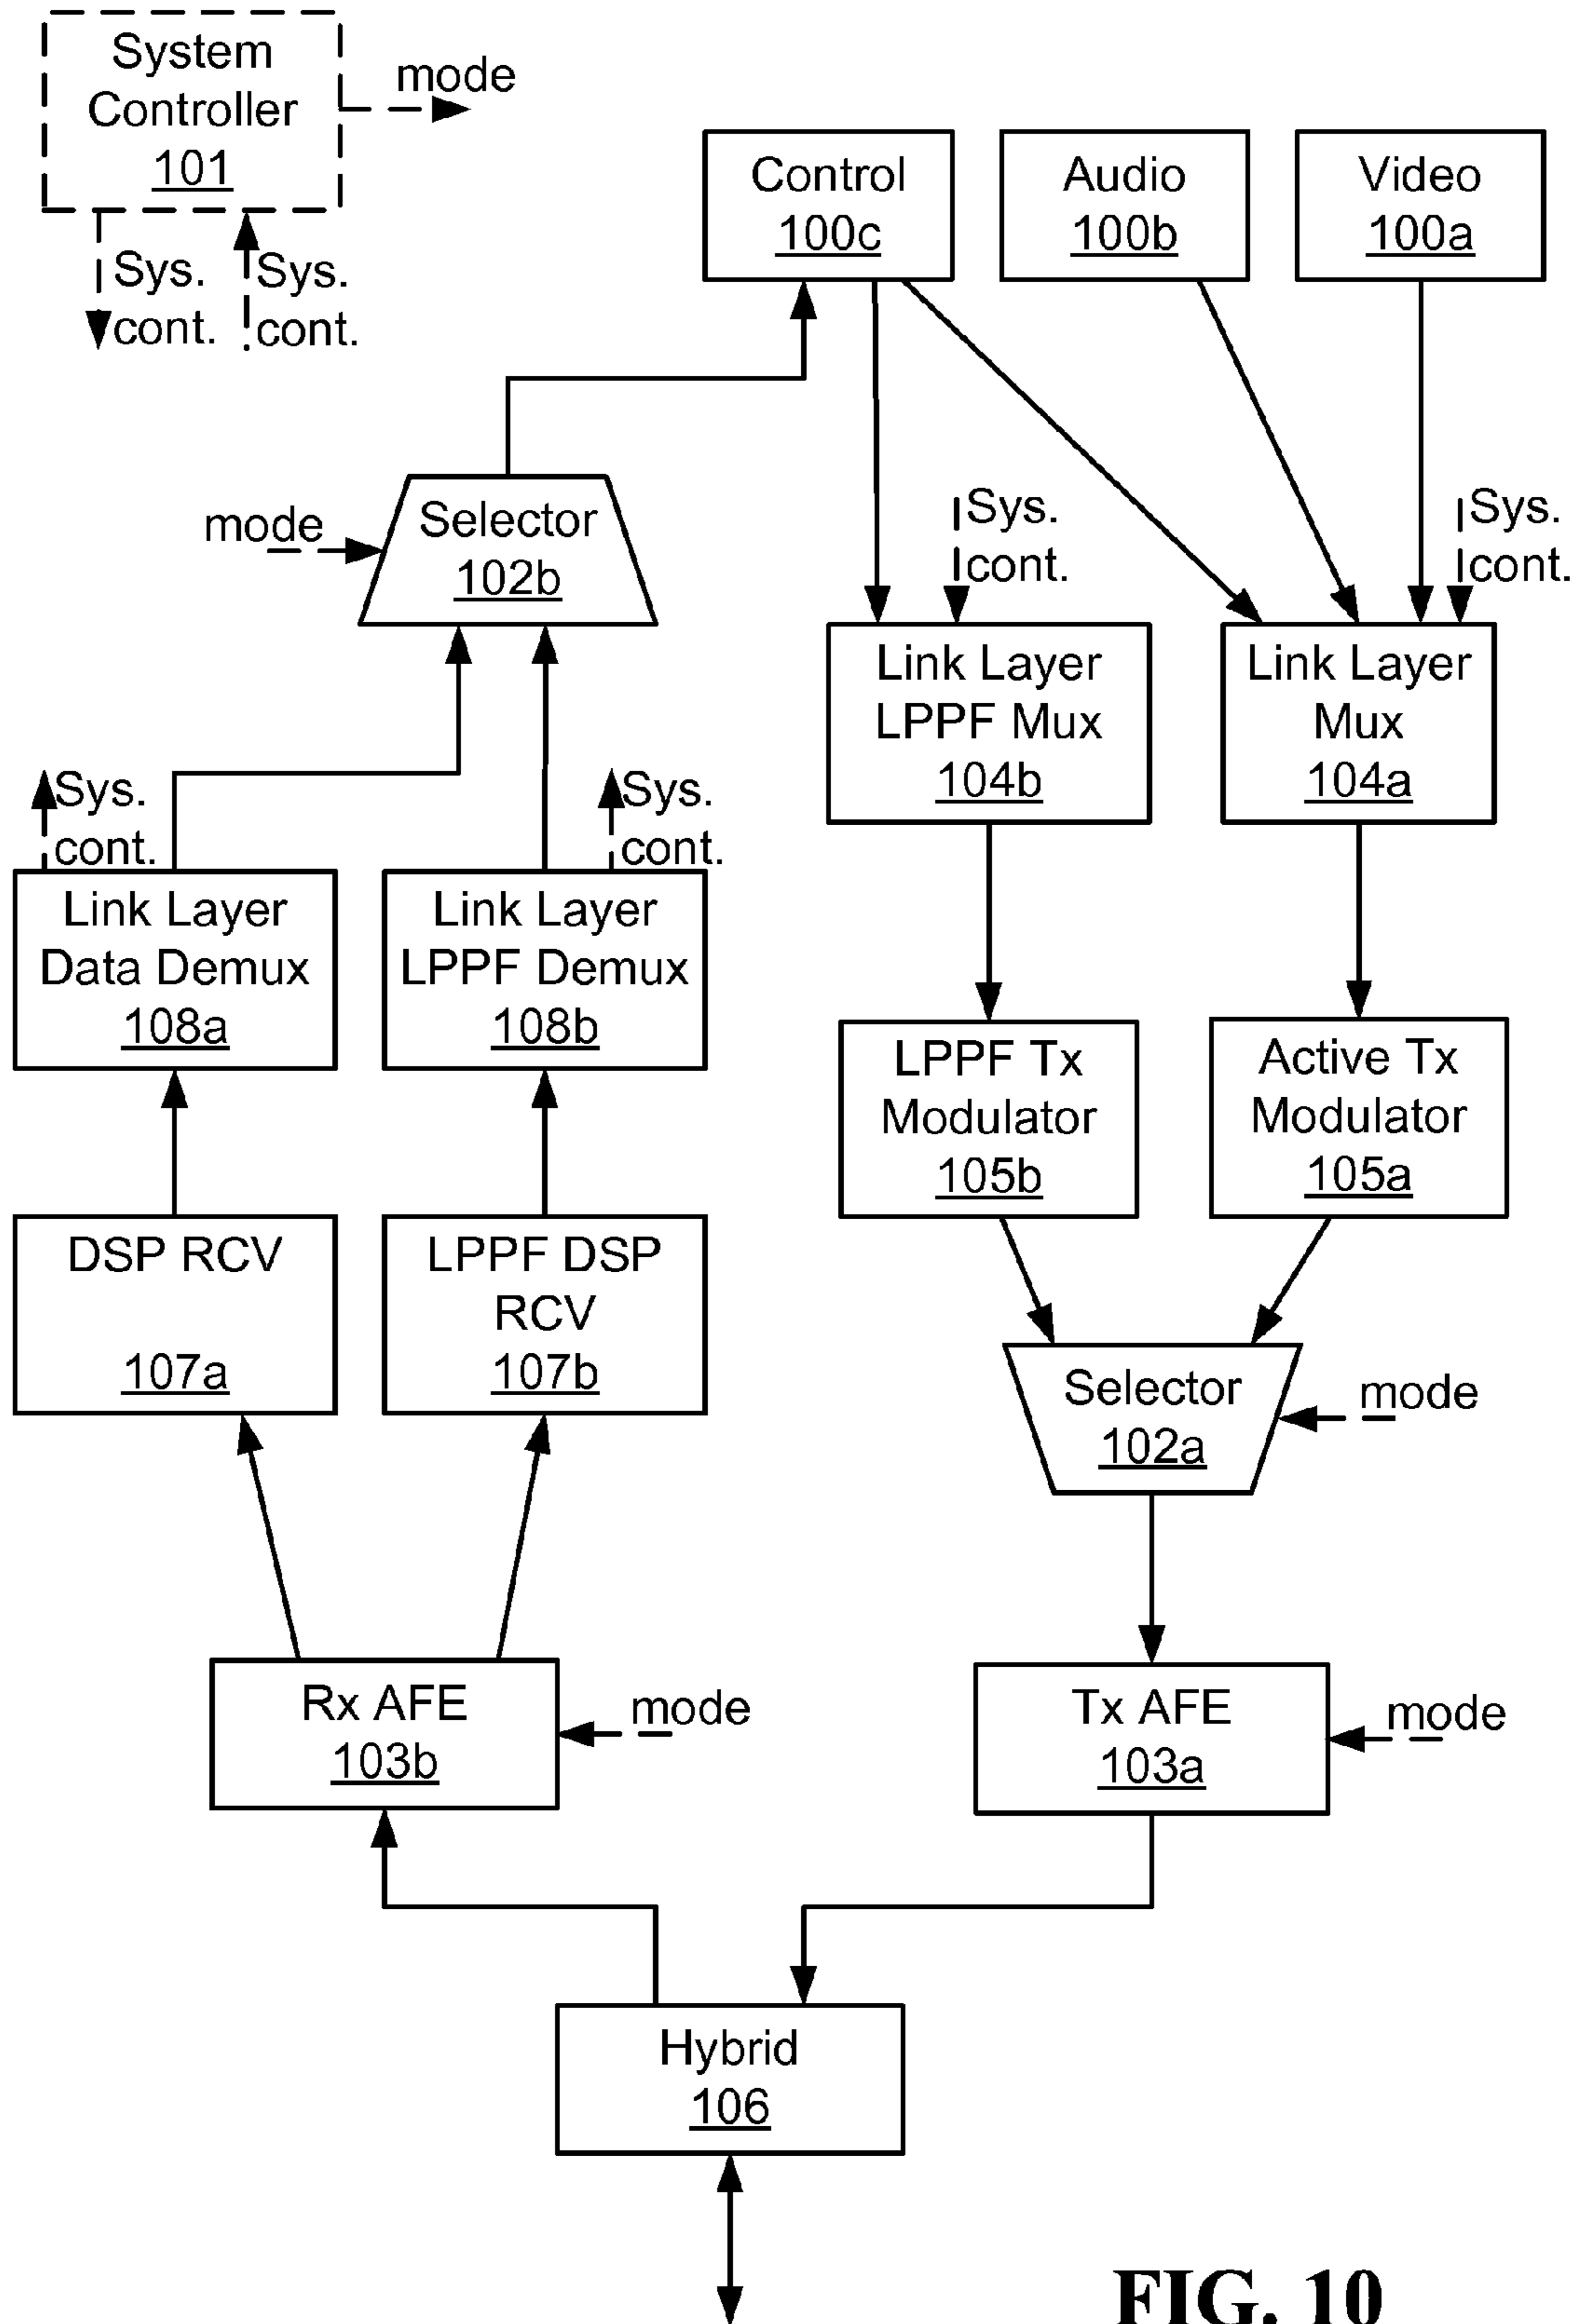 System
Controller
101
mode
Sys.
cont.
Sys.
cont.
Control
100c
Audio
100b
Video
100a
mode
Selector
102b
Sys.
cont.
Sys.
cont.
Link Layer
LPPF Mux
104b
Link Layer
Mux
104a
Sys.
cont.
Sys.
cont.
Link Layer
Data Demux
108a
Link Layer
LPPF Demux
108b
LPPF Tx
Modulator
105b
Active Tx
Modulator
105a
DSP RCV
107a
LPPF DSP
RCV
107b
Selector
102a
mode
Rx AFE
103b
mode
Tx AFE
103a
mode
Hybrid
106
FIG. 10